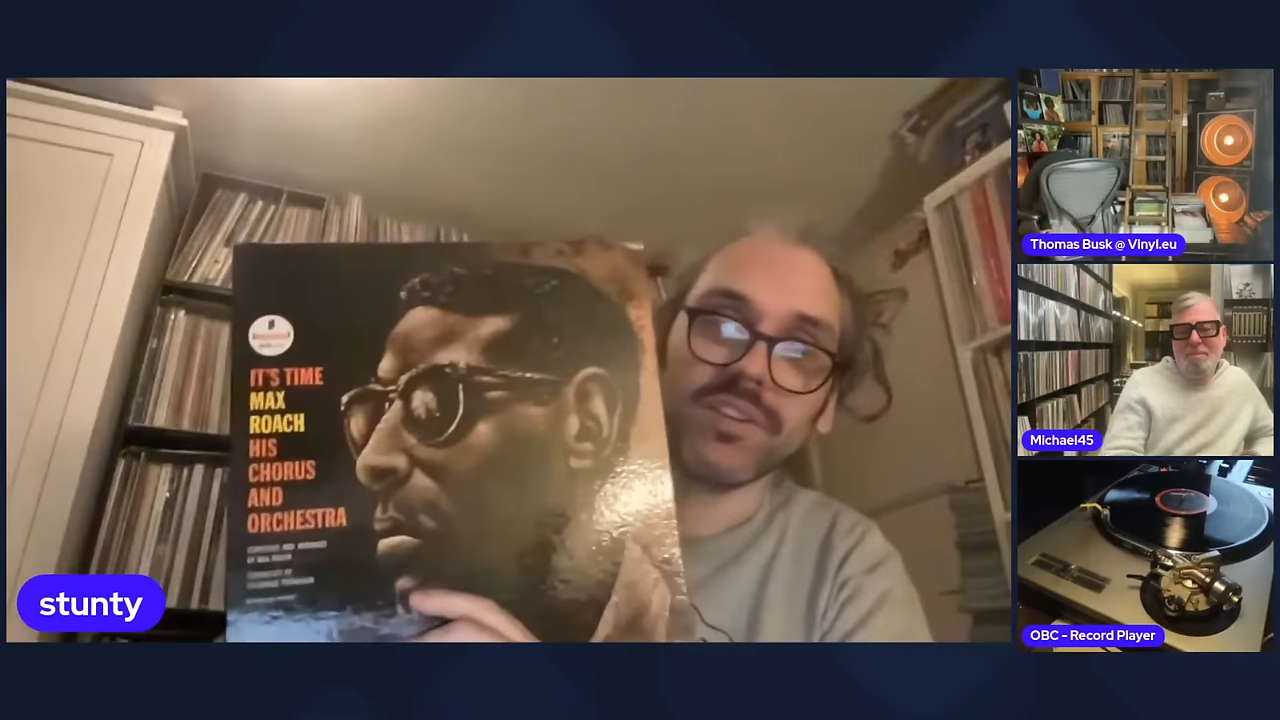 IT'S TIME
MAX
ROACH
HIS
CHORUS
AND
ORCHESTRA
stunty
Thomas Busk @ Vinyl.eu
Michael45
OBC - Record Player